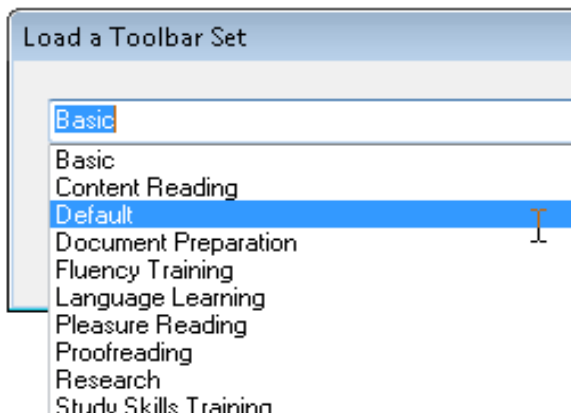 Load a Toolbar Set
Basic
Basic
Content Reading
Default
Document Preparation
Fluency Training
Language Learning
Pleasure Reading
Proofreading
Research
Study Skills Training